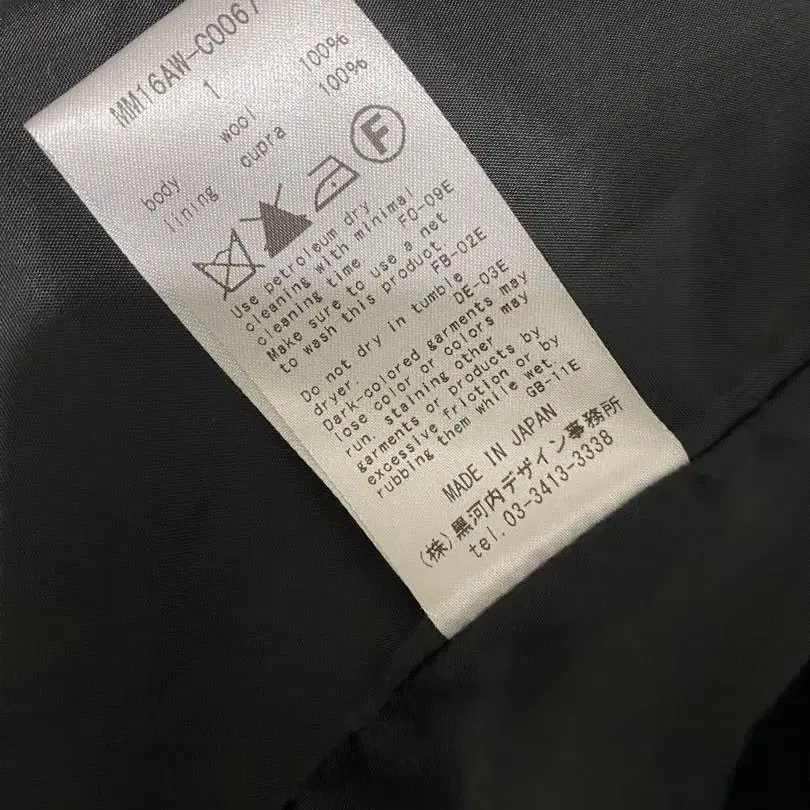 MM16AW-C0067
1
body wool 100%
lining cupra 100%
F
Use petroleum dry
cleaning with minimal
cleaning time FO-09E
Make sure to use a net
to wash this product.
FB-02E
Do not dry in tumble
dryer. DE-03E
Dark-colored garments may
lose color or colors may
run, staining other
garments or products by
excessive friction or by
rubbing them while wet.
GB-11E
MADE IN JAPAN
(株)黒河内デザイン事務所
tel. 03-3413-3338